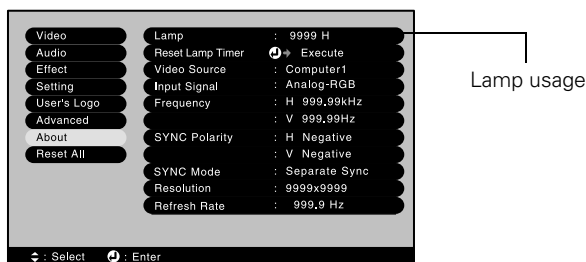 Video
Audio
Effect
Setting
User's Logo
Advanced
About
Reset All
Lamp : 9999 H
Reset Lamp Timer Execute
Video Source : Computer1
Input Signal : Analog-RGB
Frequency : H 999.99kHz
: V 999.99Hz
SYNC Polarity : H Negative
: V Negative
SYNC Mode : Separate Sync
Resolution : 9999x9999
Refresh Rate : 999.9 Hz
: Select : Enter
Lamp usage